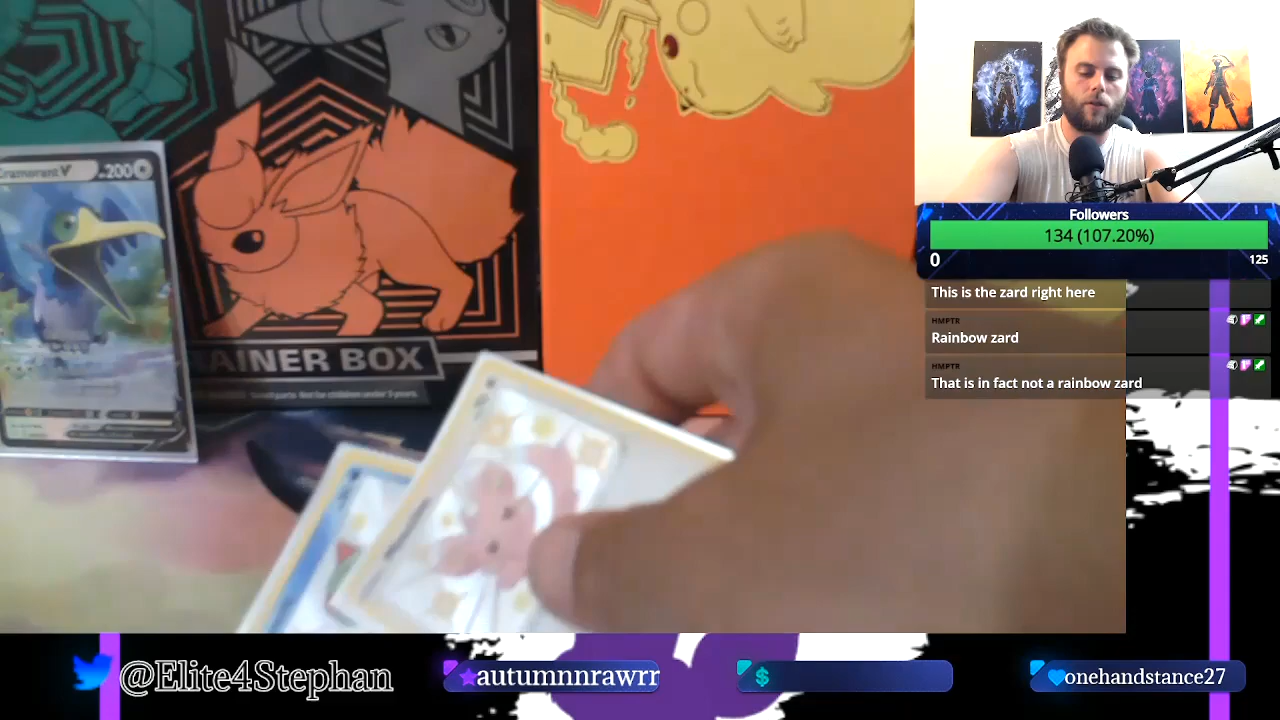 Cramorant V 200
RAINER BOX
Followers
134 (107.20%)
0
125
This is the zard right here
HMPTR
Rainbow zard
HMPTR
That is in fact not a rainbow zard
@Elite4Stephan
autumnnrawrr
$
onehandstance27